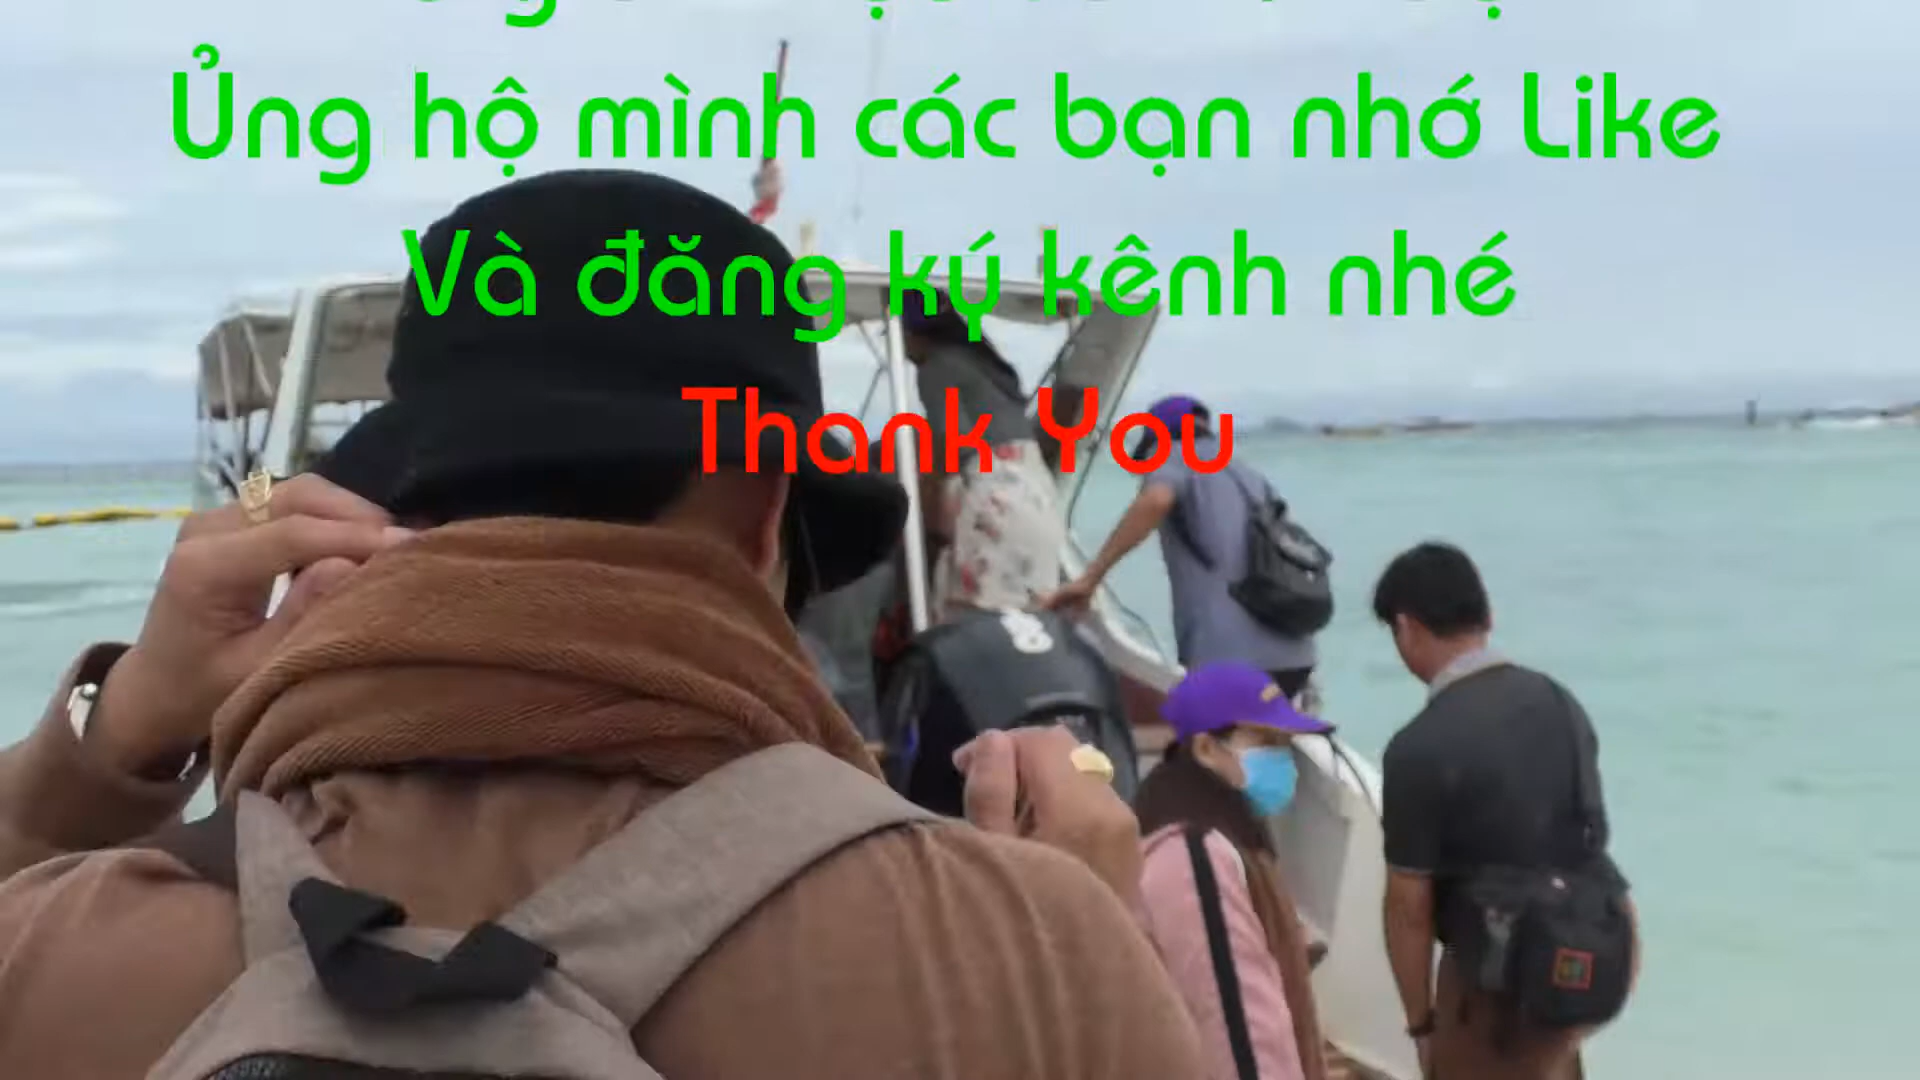 Ủng hộ mình các bạn nhớ Like
Và đăng ký kênh nhé
Thank You